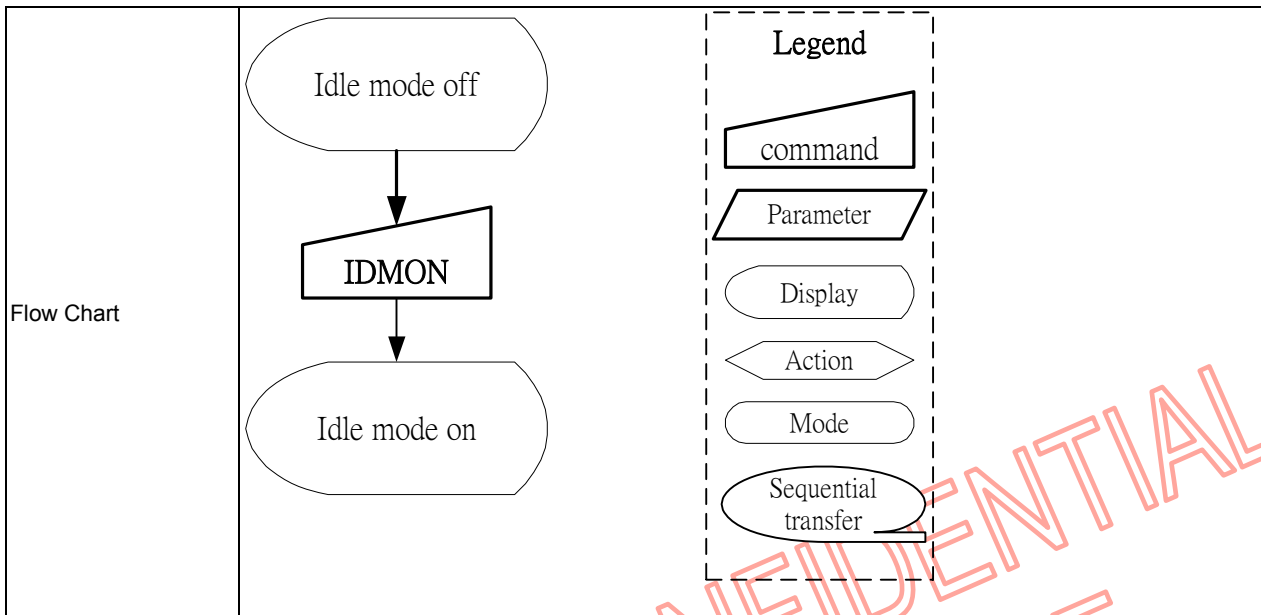 Flow Chart
Idle mode off
IDMON
Idle mode on
Legend
command
Parameter
Display
Action
Mode
Sequential
transfer